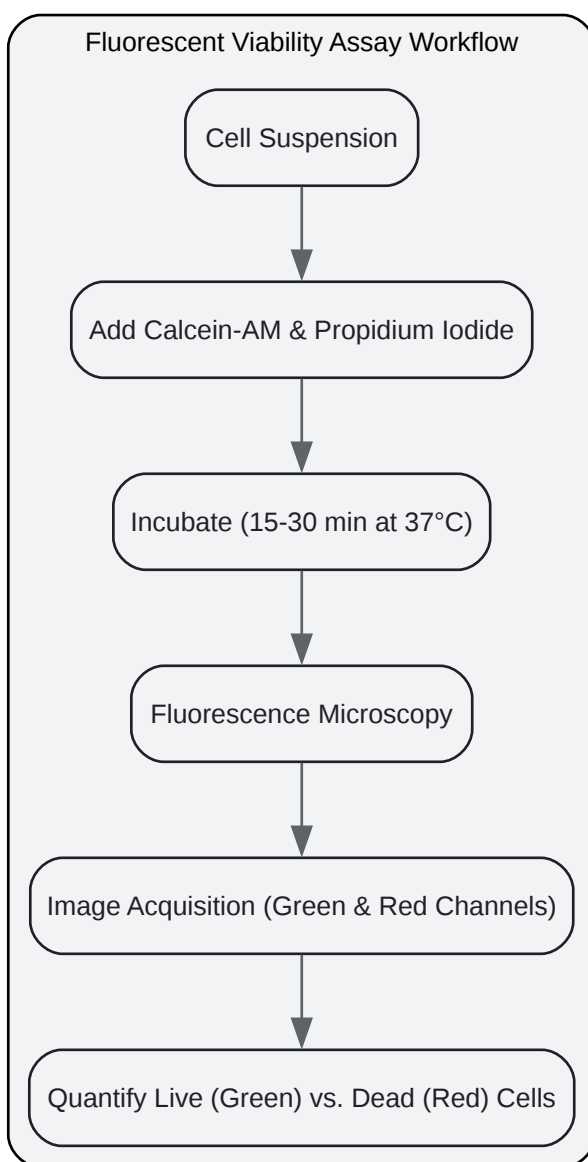 Fluorescent Viability Assay Workflow
Cell Suspension
Add Calcein-AM & Propidium Iodide
Incubate (15-30 min at 37°C)
Fluorescence Microscopy
Image Acquisition (Green & Red Channels)
Quantify Live (Green) vs. Dead (Red) Cells